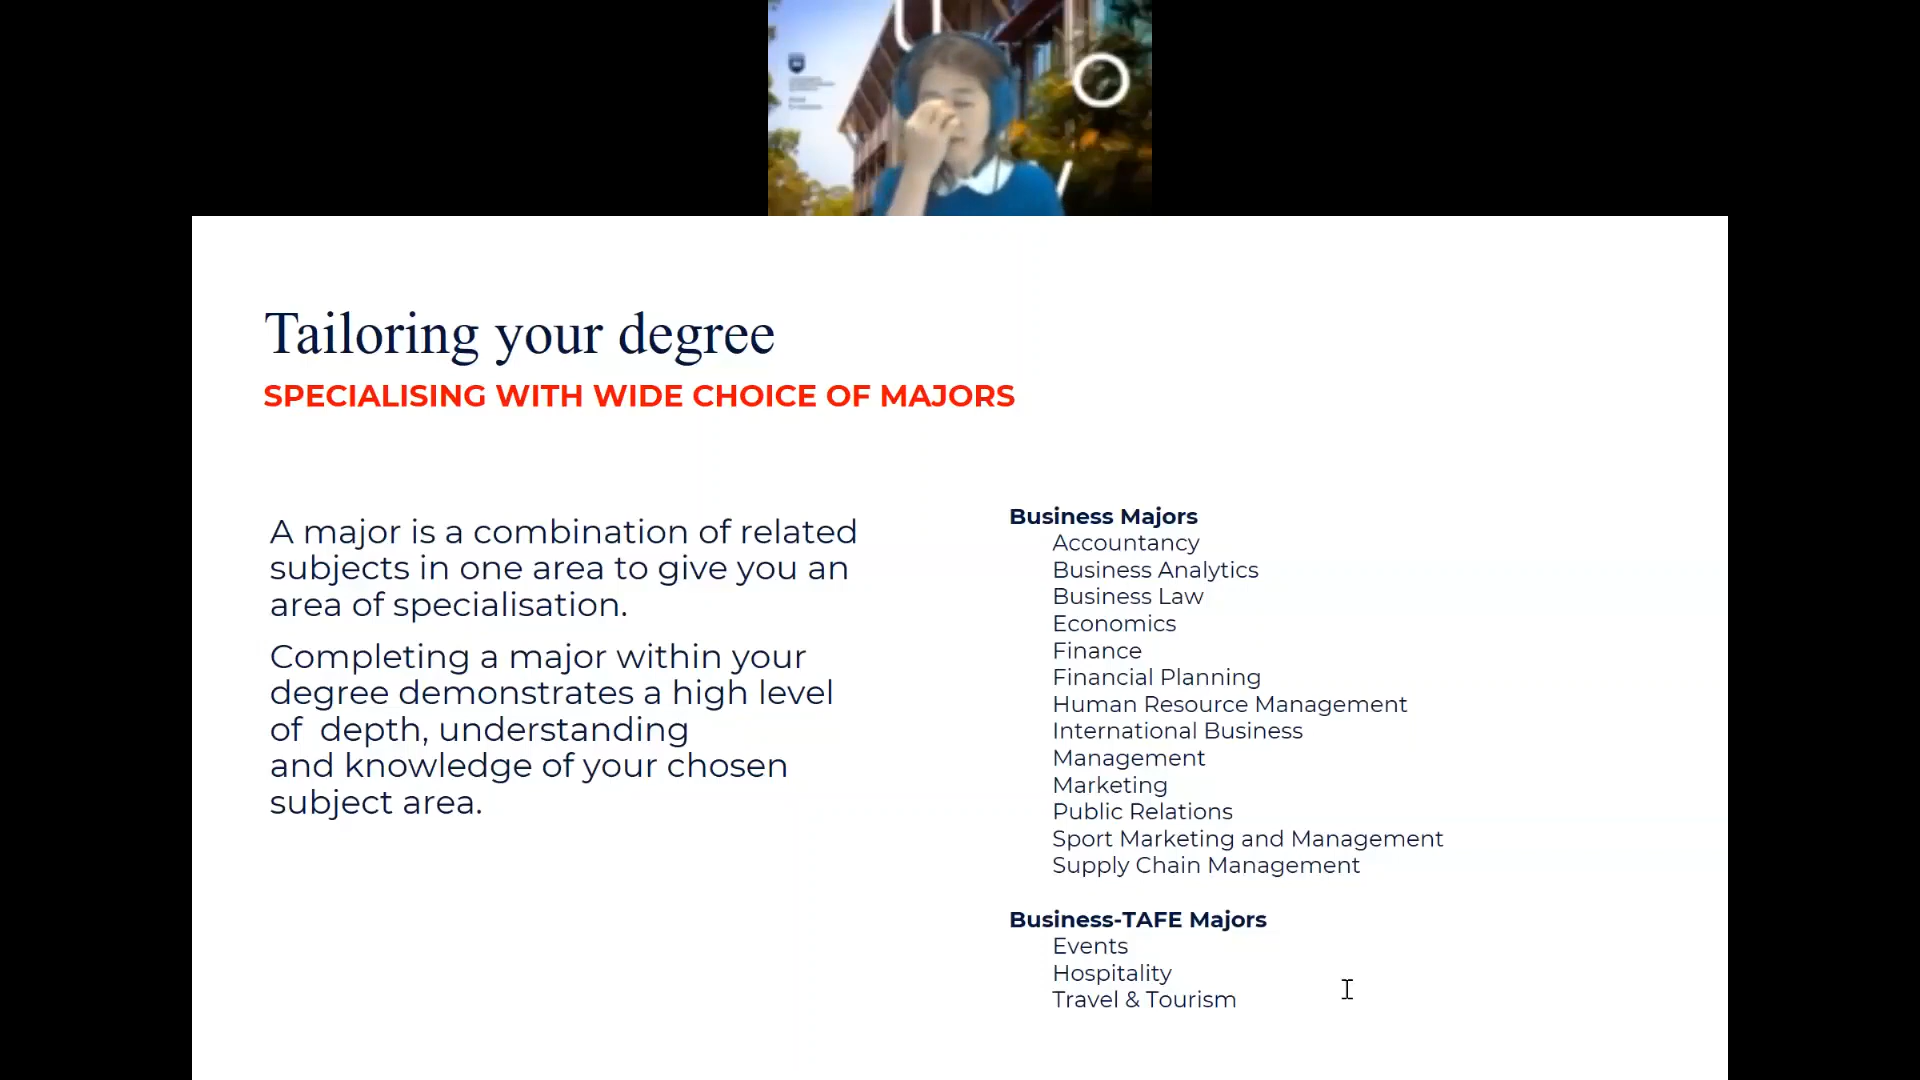 Tailoring your degree
SPECIALISING WITH WIDE CHOICE OF MAJORS
A major is a combination of related
subjects in one area to give you an
area of specialisation.
Completing a major within your
degree demonstrates a high level
of  depth, understanding
and knowledge of your chosen
subject area.
Business Majors
Accountancy
Business Analytics
Business Law
Economics
Finance
Financial Planning
Human Resource Management
International Business
Management
Marketing
Public Relations
Sport Marketing and Management
Supply Chain Management
Business-TAFE Majors
Events
Hospitality
Travel & Tourism